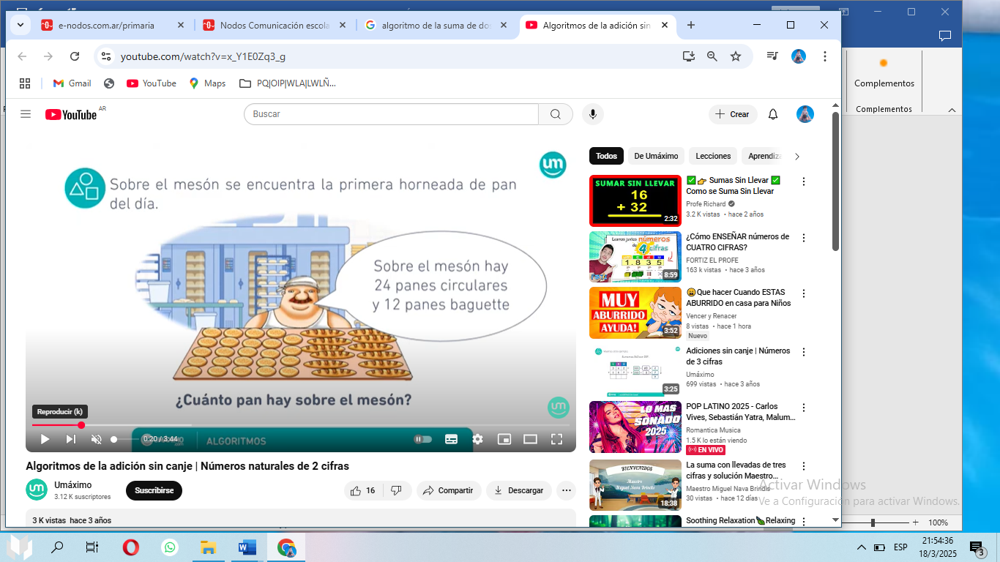 e-nodos.com.ar/primaria
Nodos Comunicación escola
algoritmo de la suma de do
Algoritmos de la adición sin
youtube.com/watch?v=x_Y1E0Zq3_g
Gmail
YouTube
Maps
PQ|OIP|WLA|LWLÑ...
Complementos
Complementos
YouTube AR
Buscar
Crear
um
Sobre el mesón se encuentra la primera horneada de pan
del día.
Sobre el mesón hay
24 panes circulares
y 12 panes baguette
¿Cuánto pan hay sobre el mesón?
um
Reproducir (k)
0:20 / 3:44
ALGORITMOS
Algoritmos de la adición sin canje | Números naturales de 2 cifras
um
Umáximo
3.12 K suscriptores
Suscribirse
16
Compartir
Descargar
3 K vistas hace 3 años
Todos
De Umáximo
Lecciones
Aprendiza
SUMAR SIN LLEVAR
16
+ 32
2:32
✅👉 Sumas Sin Llevar ✅
Como se Suma Sin Llevar
Profe Richard
3.2 K vistas • hace 2 años
Leamos juntos números
de 4 cifras
1.835
8:59
¿Cómo ENSEÑAR números de
CUATRO CIFRAS?
FORTIZ EL PROFE
163 k vistas • hace 3 años
MUY
ABURRIDO
AYUDA!
3:52
😩Que hacer Cuando ESTAS
ABURRIDO en casa para Niños
Vencer y Renacer
8 vistas • hace 1 hora
Nuevo
3:25
Adiciones sin canje | Números
de 3 cifras
Umáximo
699 vistas • hace 3 años
LO MAS
SONADO
2025
POP LATINO 2025 - Carlos
Vives, Sebastián Yatra, Malum...
Romantica Musica
1.5 K lo están viendo
EN VIVO
BIENVENIDOS
Maestro
Miguel Nava Brindis
18:38
La suma con llevadas de tres
cifras y solución Maestro...
Maestro Miguel Nava Brindis
30 vistas • hace 12 días
Soothing Relaxation🌿Relaxing
Activar Windows
Ve a Configuración para activar Windows.
100%
ESP
21:54:36
18/3/2025
3